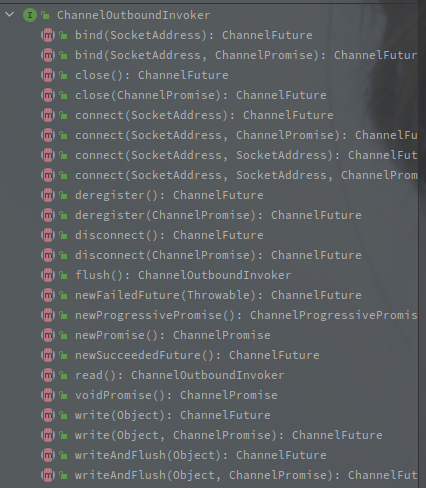 ChannelOutboundInvoker
bind(SocketAddress): ChannelFuture
bind(SocketAddress, ChannelPromise): ChannelFutur
close(): ChannelFuture
close(ChannelPromise): ChannelFuture
connect(SocketAddress): ChannelFuture
connect(SocketAddress, ChannelPromise): ChannelFu
connect(SocketAddress, SocketAddress): ChannelFut
connect(SocketAddress, SocketAddress, ChannelProm
deregister(): ChannelFuture
deregister(ChannelPromise): ChannelFuture
disconnect(): ChannelFuture
disconnect(ChannelPromise): ChannelFuture
flush(): ChannelOutboundInvoker
newFailedFuture(Throwable): ChannelFuture
newProgressivePromise(): ChannelProgressivePromis
newPromise(): ChannelPromise
newSucceededFuture(): ChannelFuture
read(): ChannelOutboundInvoker
voidPromise(): ChannelPromise
write(Object): ChannelFuture
write(Object, ChannelPromise): ChannelFuture
writeAndFlush(Object): ChannelFuture
writeAndFlush(Object, ChannelPromise): ChannelFut